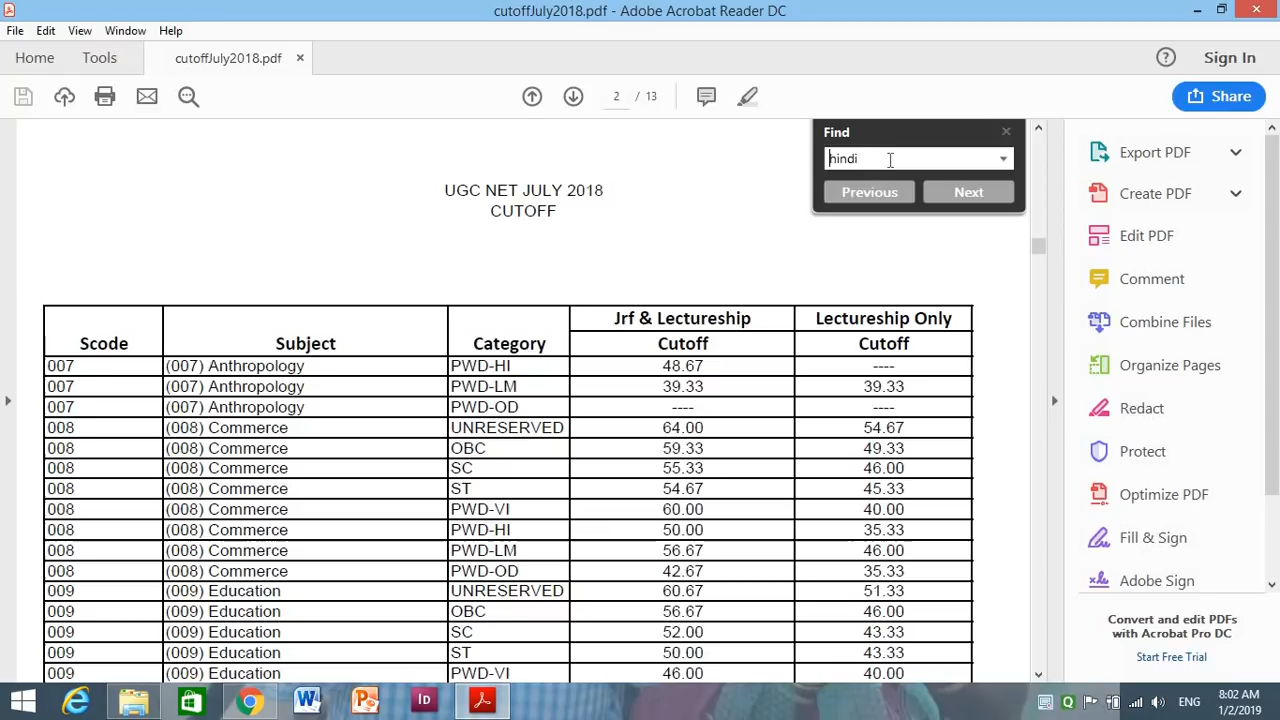 cutoffJuly2018.pdf - Adobe Acrobat Reader DC
File Edit View Window Help
Home Tools cutoffJuly2018.pdf × Sign In
2 / 13 Share
Find
hindi
Previous Next
UGC NET JULY 2018
CUTOFF
Scode Subject Category Jrf & Lectureship Lectureship Only
Cutoff Cutoff
007 (007) Anthropology PWD-HI 48.67 ----
007 (007) Anthropology PWD-LM 39.33 39.33
007 (007) Anthropology PWD-OD ---- ----
008 (008) Commerce UNRESERVED 64.00 54.67
008 (008) Commerce OBC 59.33 49.33
008 (008) Commerce SC 55.33 46.00
008 (008) Commerce ST 54.67 45.33
008 (008) Commerce PWD-VI 60.00 40.00
008 (008) Commerce PWD-HI 50.00 35.33
008 (008) Commerce PWD-LM 56.67 46.00
008 (008) Commerce PWD-OD 42.67 35.33
009 (009) Education UNRESERVED 60.67 51.33
009 (009) Education OBC 56.67 46.00
009 (009) Education SC 52.00 43.33
009 (009) Education ST 50.00 43.33
009 (009) Education PWD-VI 46.00 40.00
Export PDF
Create PDF
Edit PDF
Comment
Combine Files
Organize Pages
Redact
Protect
Optimize PDF
Fill & Sign
Adobe Sign
Convert and edit PDFs
with Acrobat Pro DC
Start Free Trial
ENG 8:02 AM
1/2/2019